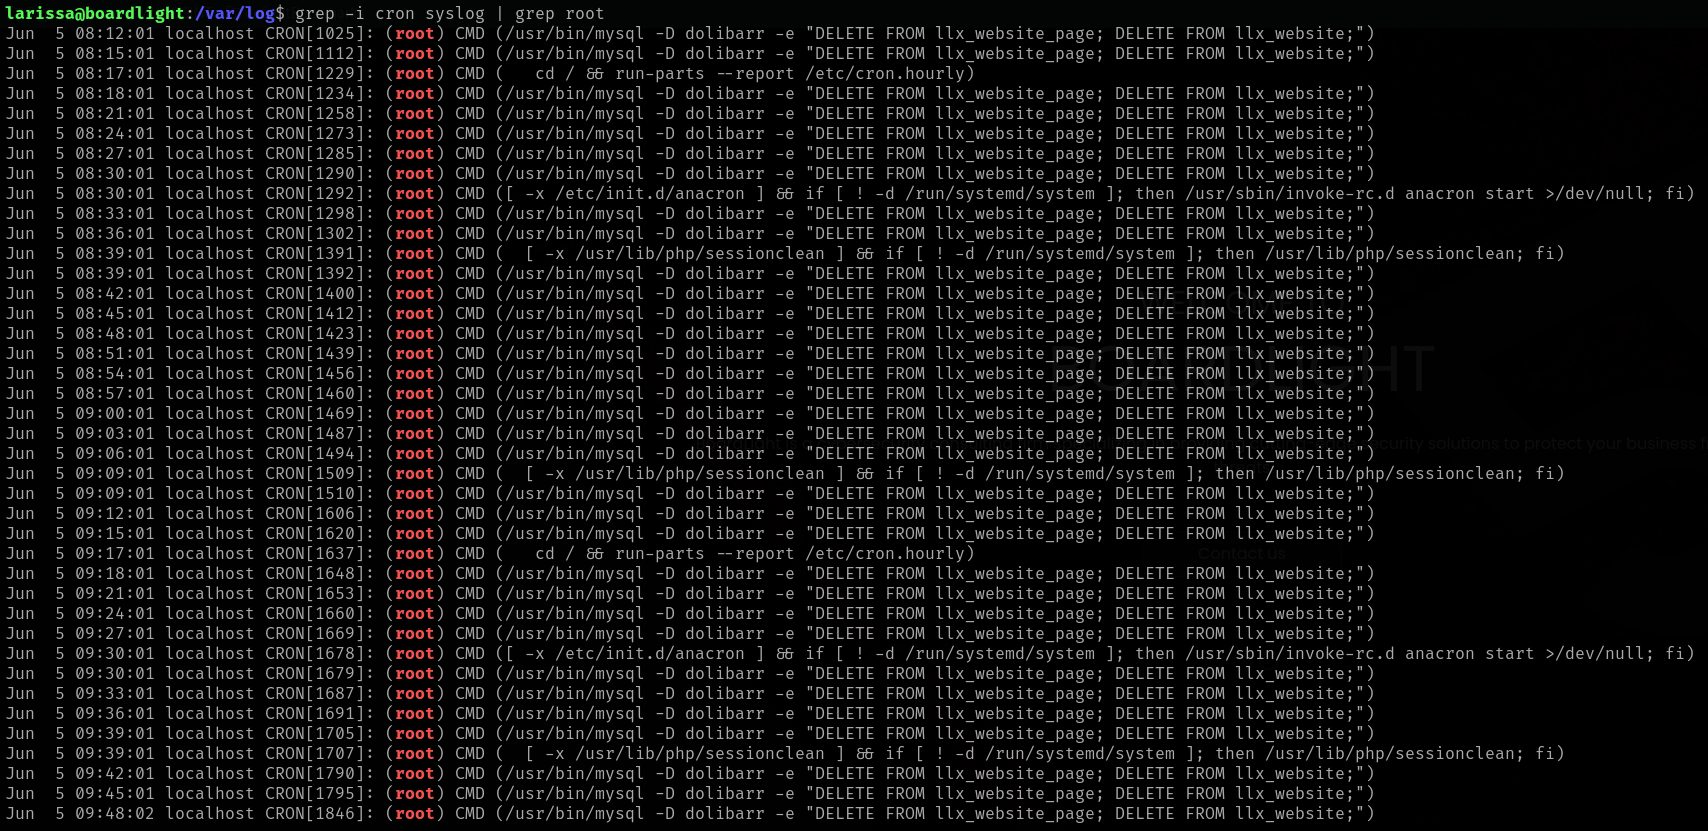 larissa@boardlight:/var/log$ grep -i cron syslog | grep root
Jun  5 08:12:01 localhost CRON[1025]: (root) CMD (/usr/bin/mysql -D dolibarr -e "DELETE FROM llx_website_page; DELETE FROM llx_website;")
Jun  5 08:15:01 localhost CRON[1112]: (root) CMD (/usr/bin/mysql -D dolibarr -e "DELETE FROM llx_website_page; DELETE FROM llx_website;")
Jun  5 08:17:01 localhost CRON[1229]: (root) CMD (   cd / && run-parts --report /etc/cron.hourly)
Jun  5 08:18:01 localhost CRON[1234]: (root) CMD (/usr/bin/mysql -D dolibarr -e "DELETE FROM llx_website_page; DELETE FROM llx_website;")
Jun  5 08:21:01 localhost CRON[1258]: (root) CMD (/usr/bin/mysql -D dolibarr -e "DELETE FROM llx_website_page; DELETE FROM llx_website;")
Jun  5 08:24:01 localhost CRON[1273]: (root) CMD (/usr/bin/mysql -D dolibarr -e "DELETE FROM llx_website_page; DELETE FROM llx_website;")
Jun  5 08:27:01 localhost CRON[1285]: (root) CMD (/usr/bin/mysql -D dolibarr -e "DELETE FROM llx_website_page; DELETE FROM llx_website;")
Jun  5 08:30:01 localhost CRON[1290]: (root) CMD (/usr/bin/mysql -D dolibarr -e "DELETE FROM llx_website_page; DELETE FROM llx_website;")
Jun  5 08:30:01 localhost CRON[1292]: (root) CMD ([ -x /etc/init.d/anacron ] && if [ ! -d /run/systemd/system ]; then /usr/sbin/invoke-rc.d anacron start >/dev/null; fi)
Jun  5 08:33:01 localhost CRON[1298]: (root) CMD (/usr/bin/mysql -D dolibarr -e "DELETE FROM llx_website_page; DELETE FROM llx_website;")
Jun  5 08:36:01 localhost CRON[1302]: (root) CMD (/usr/bin/mysql -D dolibarr -e "DELETE FROM llx_website_page; DELETE FROM llx_website;")
Jun  5 08:39:01 localhost CRON[1391]: (root) CMD (  [ -x /usr/lib/php/sessionclean ] && if [ ! -d /run/systemd/system ]; then /usr/lib/php/sessionclean; fi)
Jun  5 08:39:01 localhost CRON[1392]: (root) CMD (/usr/bin/mysql -D dolibarr -e "DELETE FROM llx_website_page; DELETE FROM llx_website;")
Jun  5 08:42:01 localhost CRON[1400]: (root) CMD (/usr/bin/mysql -D dolibarr -e "DELETE FROM llx_website_page; DELETE FROM llx_website;")
Jun  5 08:45:01 localhost CRON[1412]: (root) CMD (/usr/bin/mysql -D dolibarr -e "DELETE FROM llx_website_page; DELETE FROM llx_website;")
Jun  5 08:48:01 localhost CRON[1423]: (root) CMD (/usr/bin/mysql -D dolibarr -e "DELETE FROM llx_website_page; DELETE FROM llx_website;")
Jun  5 08:51:01 localhost CRON[1439]: (root) CMD (/usr/bin/mysql -D dolibarr -e "DELETE FROM llx_website_page; DELETE FROM llx_website;")
Jun  5 08:54:01 localhost CRON[1456]: (root) CMD (/usr/bin/mysql -D dolibarr -e "DELETE FROM llx_website_page; DELETE FROM llx_website;")
Jun  5 08:57:01 localhost CRON[1460]: (root) CMD (/usr/bin/mysql -D dolibarr -e "DELETE FROM llx_website_page; DELETE FROM llx_website;")
Jun  5 09:00:01 localhost CRON[1469]: (root) CMD (/usr/bin/mysql -D dolibarr -e "DELETE FROM llx_website_page; DELETE FROM llx_website;")
Jun  5 09:03:01 localhost CRON[1487]: (root) CMD (/usr/bin/mysql -D dolibarr -e "DELETE FROM llx_website_page; DELETE FROM llx_website;")
Jun  5 09:06:01 localhost CRON[1494]: (root) CMD (/usr/bin/mysql -D dolibarr -e "DELETE FROM llx_website_page; DELETE FROM llx_website;")
Jun  5 09:09:01 localhost CRON[1509]: (root) CMD (  [ -x /usr/lib/php/sessionclean ] && if [ ! -d /run/systemd/system ]; then /usr/lib/php/sessionclean; fi)
Jun  5 09:09:01 localhost CRON[1510]: (root) CMD (/usr/bin/mysql -D dolibarr -e "DELETE FROM llx_website_page; DELETE FROM llx_website;")
Jun  5 09:12:01 localhost CRON[1606]: (root) CMD (/usr/bin/mysql -D dolibarr -e "DELETE FROM llx_website_page; DELETE FROM llx_website;")
Jun  5 09:15:01 localhost CRON[1620]: (root) CMD (/usr/bin/mysql -D dolibarr -e "DELETE FROM llx_website_page; DELETE FROM llx_website;")
Jun  5 09:17:01 localhost CRON[1637]: (root) CMD (   cd / && run-parts --report /etc/cron.hourly)
Jun  5 09:18:01 localhost CRON[1648]: (root) CMD (/usr/bin/mysql -D dolibarr -e "DELETE FROM llx_website_page; DELETE FROM llx_website;")
Jun  5 09:21:01 localhost CRON[1653]: (root) CMD (/usr/bin/mysql -D dolibarr -e "DELETE FROM llx_website_page; DELETE FROM llx_website;")
Jun  5 09:24:01 localhost CRON[1660]: (root) CMD (/usr/bin/mysql -D dolibarr -e "DELETE FROM llx_website_page; DELETE FROM llx_website;")
Jun  5 09:27:01 localhost CRON[1669]: (root) CMD (/usr/bin/mysql -D dolibarr -e "DELETE FROM llx_website_page; DELETE FROM llx_website;")
Jun  5 09:30:01 localhost CRON[1678]: (root) CMD ([ -x /etc/init.d/anacron ] && if [ ! -d /run/systemd/system ]; then /usr/sbin/invoke-rc.d anacron start >/dev/null; fi)
Jun  5 09:30:01 localhost CRON[1679]: (root) CMD (/usr/bin/mysql -D dolibarr -e "DELETE FROM llx_website_page; DELETE FROM llx_website;")
Jun  5 09:33:01 localhost CRON[1687]: (root) CMD (/usr/bin/mysql -D dolibarr -e "DELETE FROM llx_website_page; DELETE FROM llx_website;")
Jun  5 09:36:01 localhost CRON[1691]: (root) CMD (/usr/bin/mysql -D dolibarr -e "DELETE FROM llx_website_page; DELETE FROM llx_website;")
Jun  5 09:39:01 localhost CRON[1705]: (root) CMD (/usr/bin/mysql -D dolibarr -e "DELETE FROM llx_website_page; DELETE FROM llx_website;")
Jun  5 09:39:01 localhost CRON[1707]: (root) CMD (  [ -x /usr/lib/php/sessionclean ] && if [ ! -d /run/systemd/system ]; then /usr/lib/php/sessionclean; fi)
Jun  5 09:42:01 localhost CRON[1790]: (root) CMD (/usr/bin/mysql -D dolibarr -e "DELETE FROM llx_website_page; DELETE FROM llx_website;")
Jun  5 09:45:01 localhost CRON[1795]: (root) CMD (/usr/bin/mysql -D dolibarr -e "DELETE FROM llx_website_page; DELETE FROM llx_website;")
Jun  5 09:48:02 localhost CRON[1846]: (root) CMD (/usr/bin/mysql -D dolibarr -e "DELETE FROM llx_website_page; DELETE FROM llx_website;")
security solutions to protect your business
Contact us